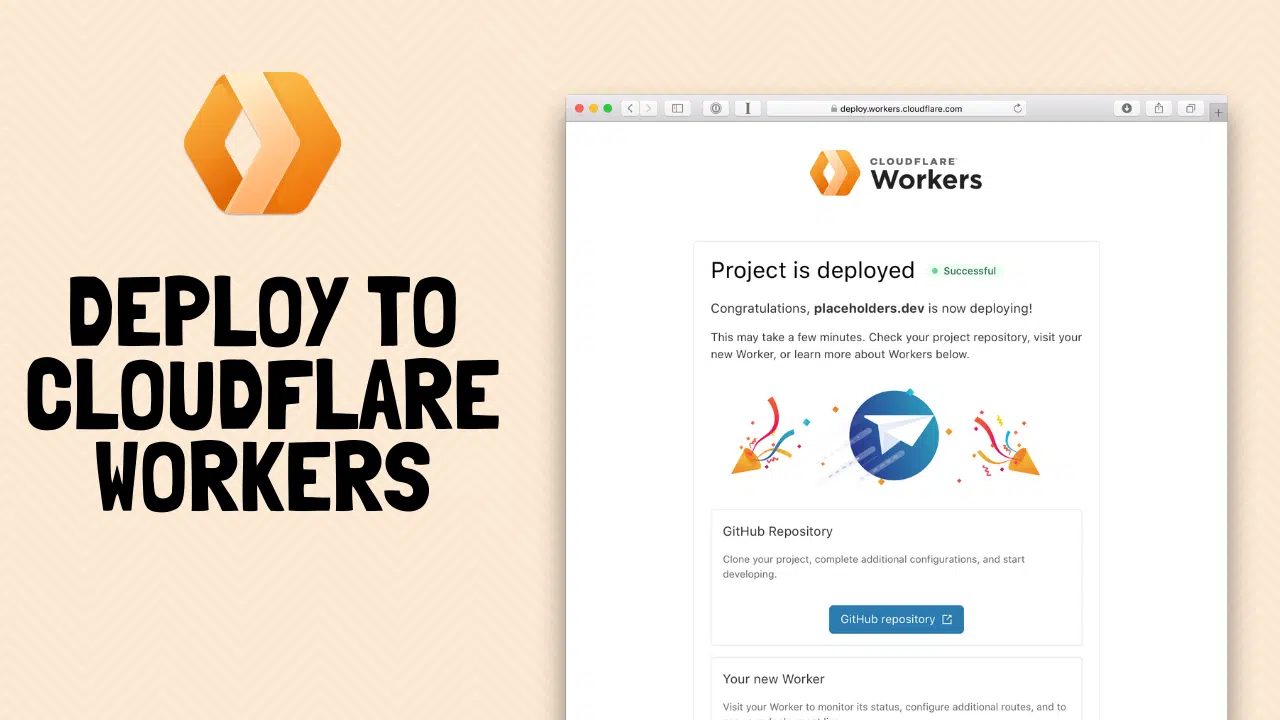 DEPLOY TO
CLOUDFLARE
WORKERS
deploy.workers.cloudflare.com
CLOUDFLARE
Workers
Project is deployed
Successful
Congratulations, placeholders.dev is now deploying!
This may take a few minutes. Check your project repository, visit your
new Worker, or learn more about Workers below.
GitHub Repository
Clone your project, complete additional configurations, and start
developing.
GitHub repository
Your new Worker
Visit your Worker to monitor its status, configure additional routes, and to